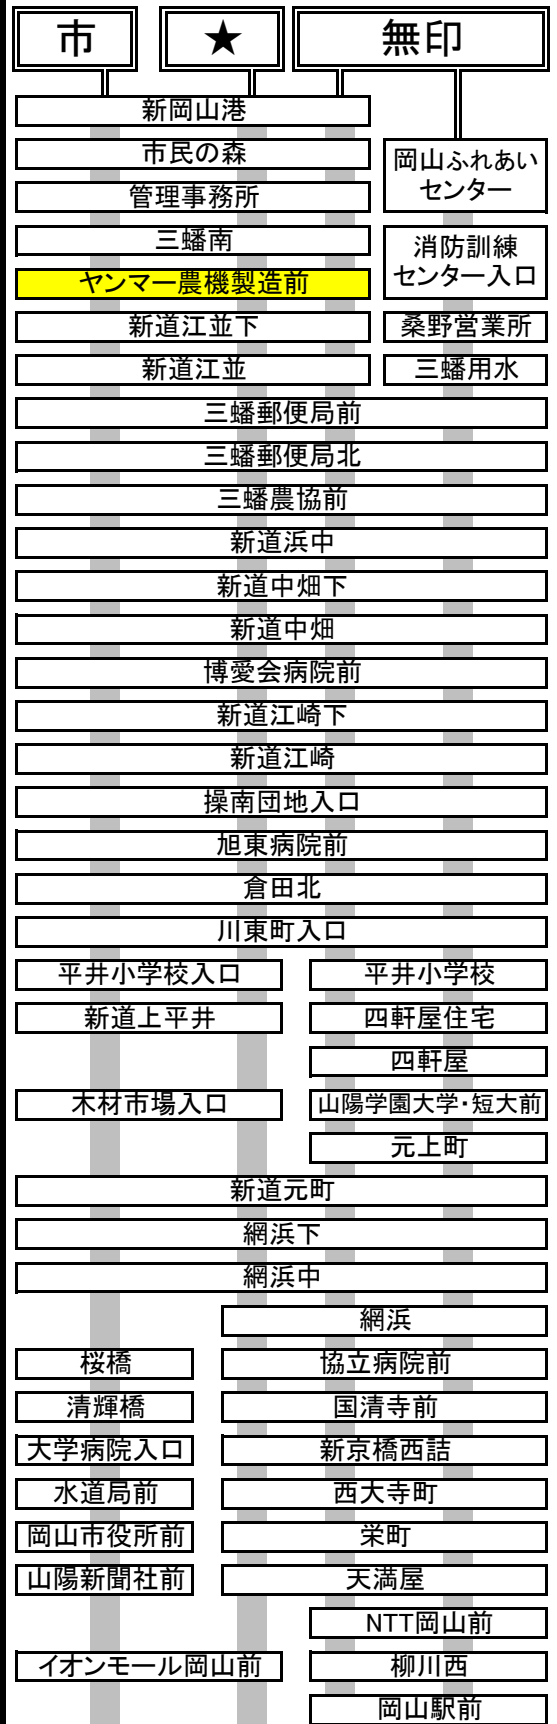 市 ★ 無印
新岡山港
市民の森
岡山ふれあい
センター
管理事務所
三蟠南
消防訓練
センター入口
ヤンマー農機製造前
新道江並下 桑野営業所
新道江並 三蟠用水
三蟠郵便局前
三蟠郵便局北
三蟠農協前
新道浜中
新道中畑下
新道中畑
博愛会病院前
新道江崎下
新道江崎
操南団地入口
旭東病院前
倉田北
川東町入口
平井小学校入口 平井小学校
新道上平井 四軒屋住宅
四軒屋
木材市場入口 山陽学園大学・短大前
元上町
新道元町
網浜下
網浜中
網浜
桜橋 協立病院前
清輝橋 国清寺前
大学病院入口 新京橋西詰
水道局前 西大寺町
岡山市役所前 栄町
山陽新聞社前 天満屋
NTT岡山前
イオンモール岡山前 柳川西
岡山駅前